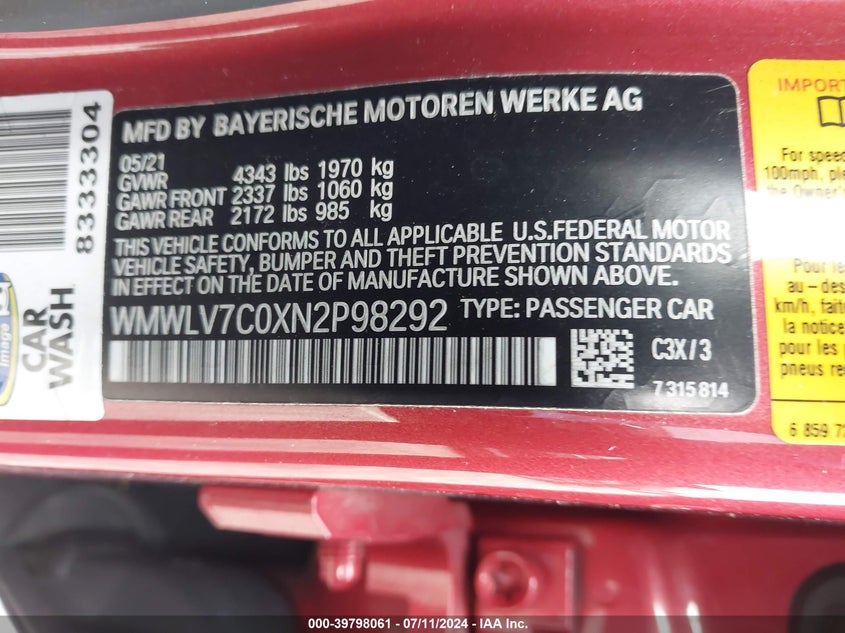 MFD BY BAYERISCHE MOTOREN WERKE AG
05/21
GVWR 4343 lbs 1970 kg
GAWR FRONT 2337 lbs 1060 kg
GAWR REAR 2172 lbs 985 kg
THIS VEHICLE CONFORMS TO ALL APPLICABLE U.S.FEDERAL MOTOR
VEHICLE SAFETY, BUMPER AND THEFT PREVENTION STANDARDS
IN EFFECT ON THE DATE OF MANUFACTURE SHOWN ABOVE.
WMWLV7C0XN2P98292 TYPE: PASSENGER CAR
C3X/3
7315814
8333304
CAR
WASH
image
IMPORT
For speed
100mph, ple
the Owner's
Pour le
au-des
km/h, fait
la notice
pour les
pneus re
6 859 72
000-39798061 - 07/11/2024 - IAA Inc.